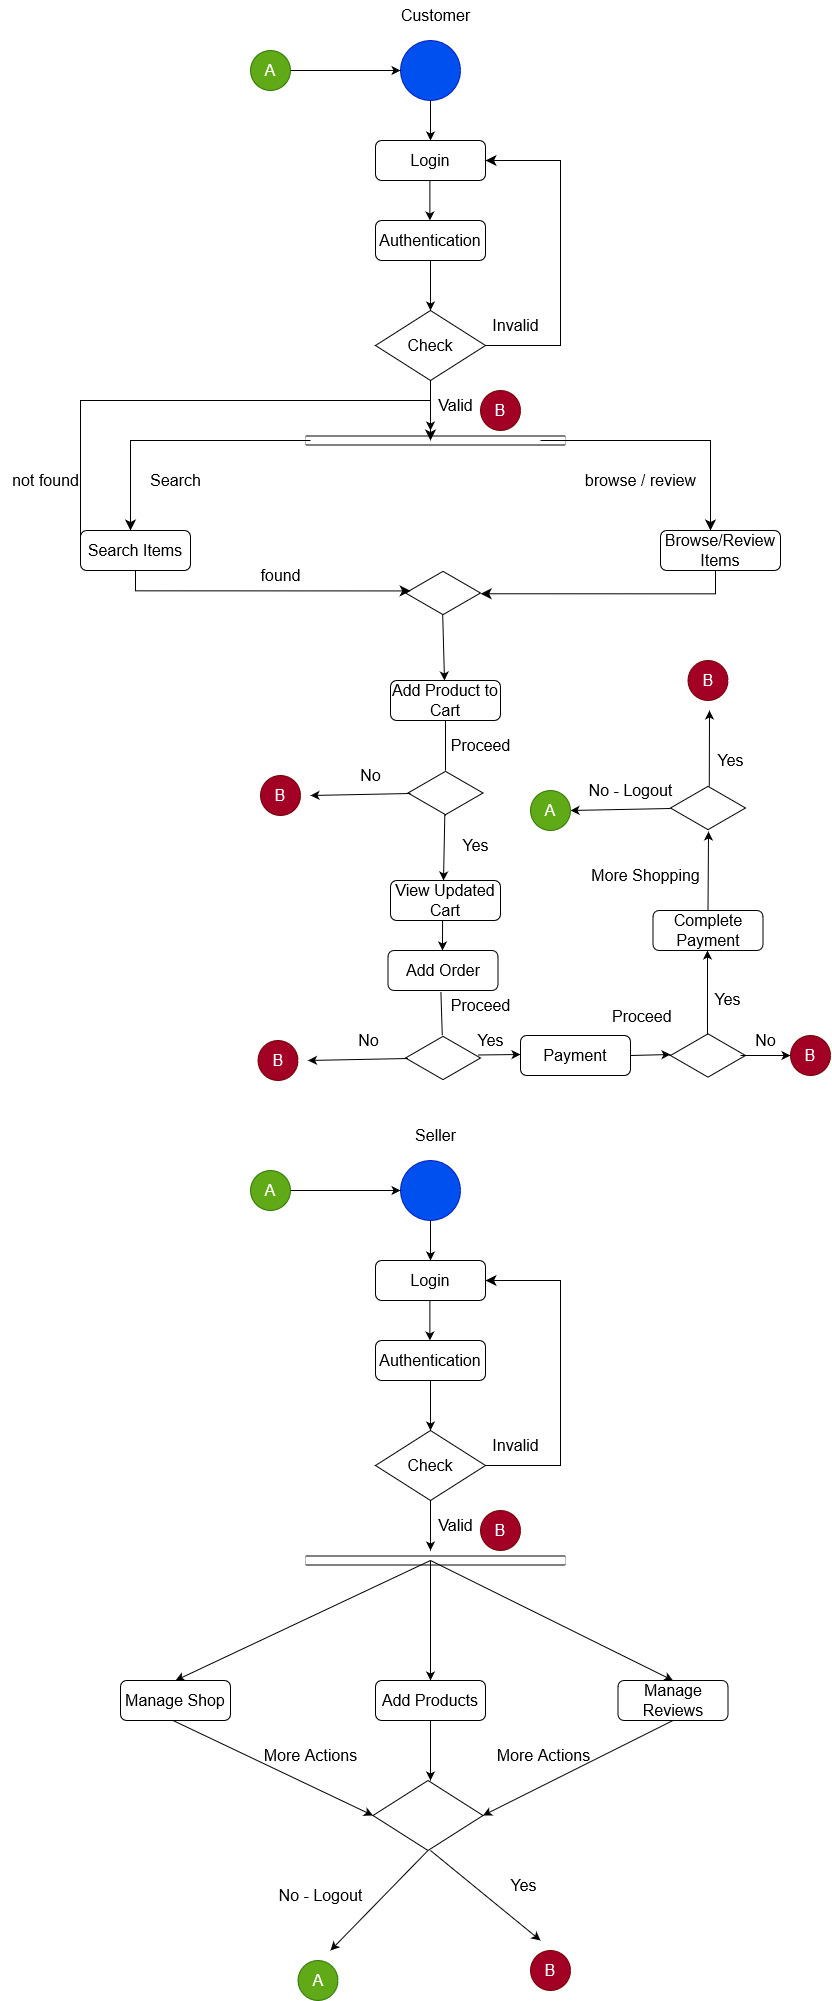 Customer
A
Login
Authentication
Invalid
Check
Valid
B
not found
Search
browse / review
Search Items
Browse/Review
Items
found
B
Add Product to
Cart
Proceed
Yes
No
B
No - Logout
A
Yes
View Updated
Cart
More Shopping
Complete
Payment
Add Order
Proceed
Yes
Proceed
No
B
Yes
Payment
No
B
Seller
A
Login
Authentication
Invalid
Check
Valid
B
Manage Shop
Add Products
Manage
Reviews
More Actions
More Actions
No - Logout
Yes
A
B